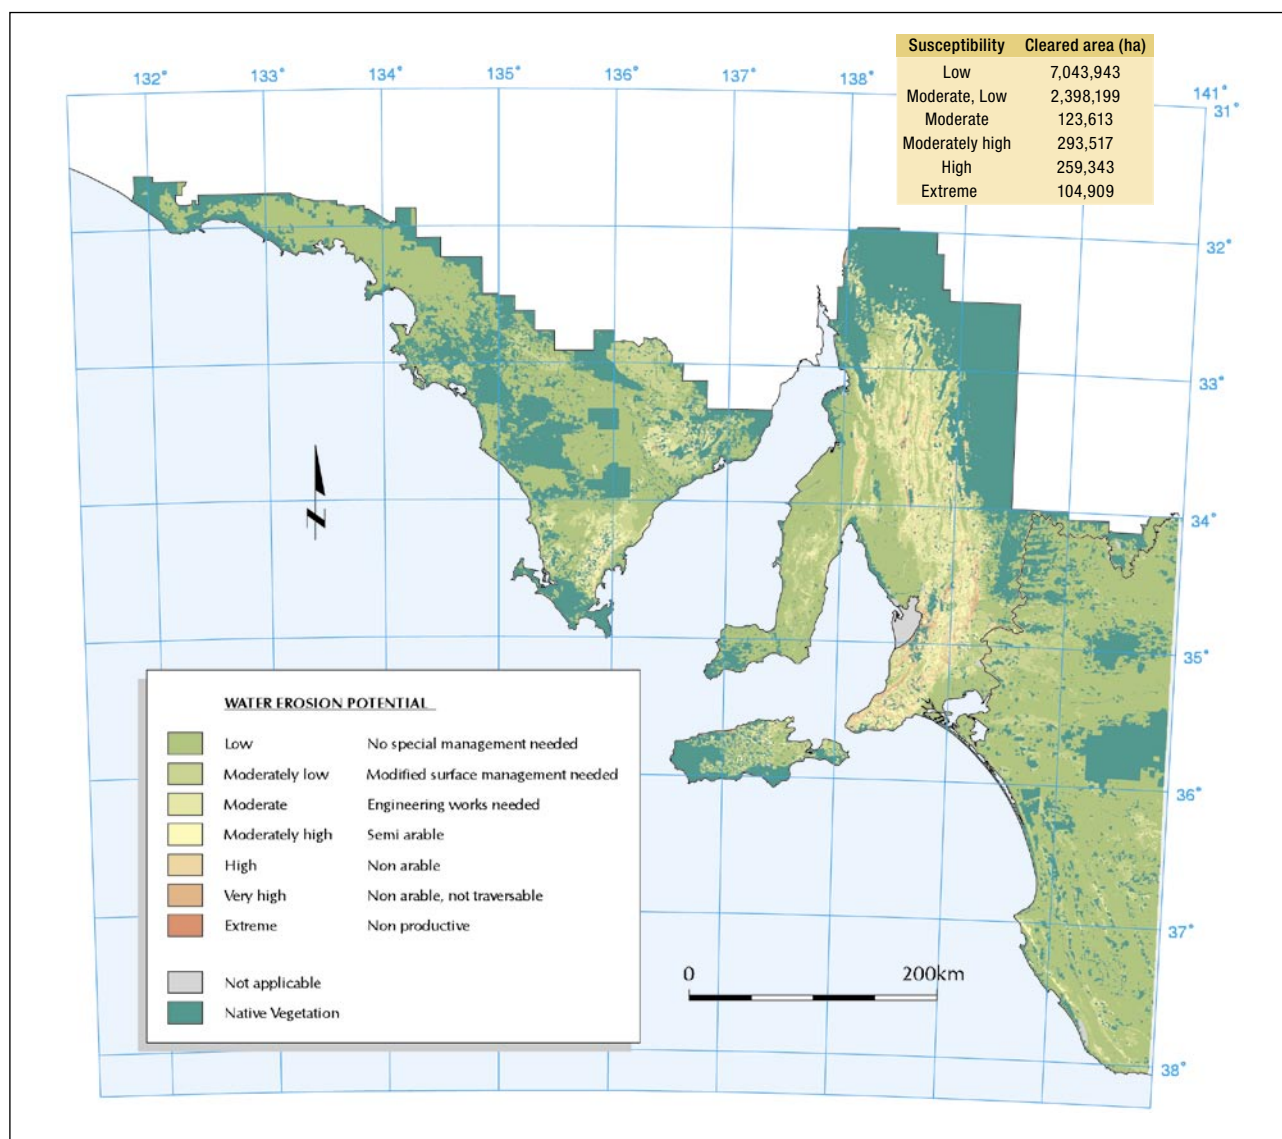 Susceptibility Cleared area (ha)
Low 7,043,943
Moderate, Low 2,398,199
Moderate 123,613
Moderately high 293,517
High 259,343
Extreme 104,909
132° 133° 134° 135° 136° 137° 138° 141°
31°
32°
33°
N
34°
35°
36°
37°
38°
WATER EROSION POTENTIAL
Low No special management needed
Moderately low Modified surface management needed
Moderate Engineering works needed
Moderately high Semi arable
High Non arable
Very high Non arable, not traversable
Extreme Non productive
Not applicable
Native Vegetation
0 200km